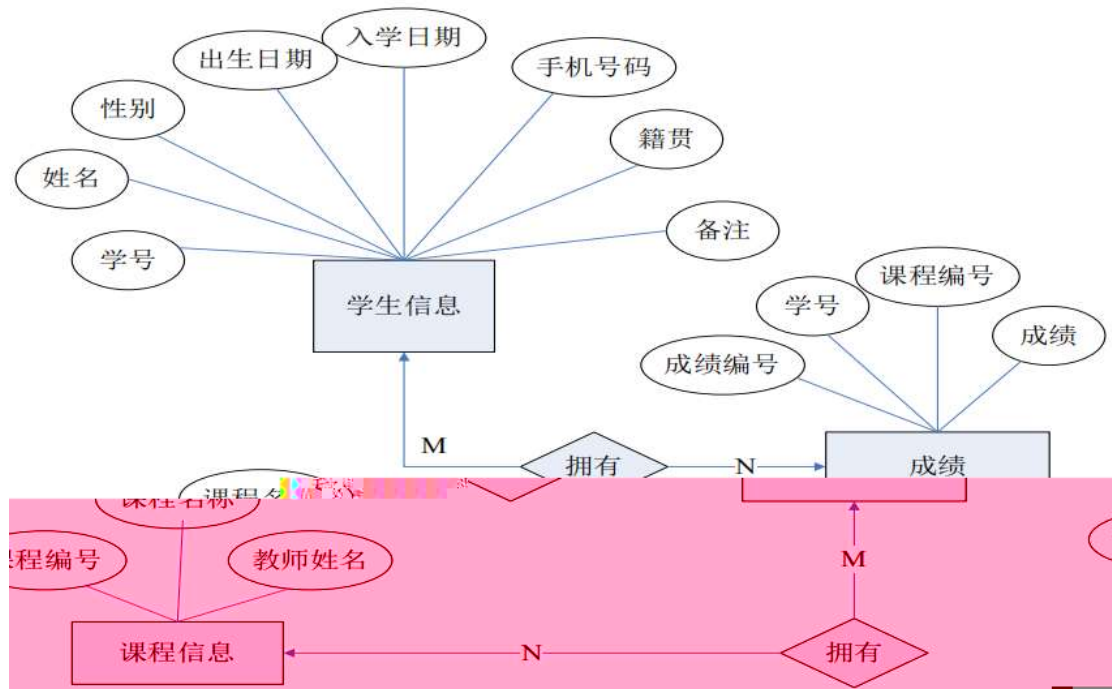 入学日期
出生日期
手机号码
性别
籍贯
姓名
备注
学号
课程编号
学生信息
学号
成绩
成绩编号
M
拥有
N
成绩
课程名称
程编号
教师姓名
M
课程信息
N
拥有